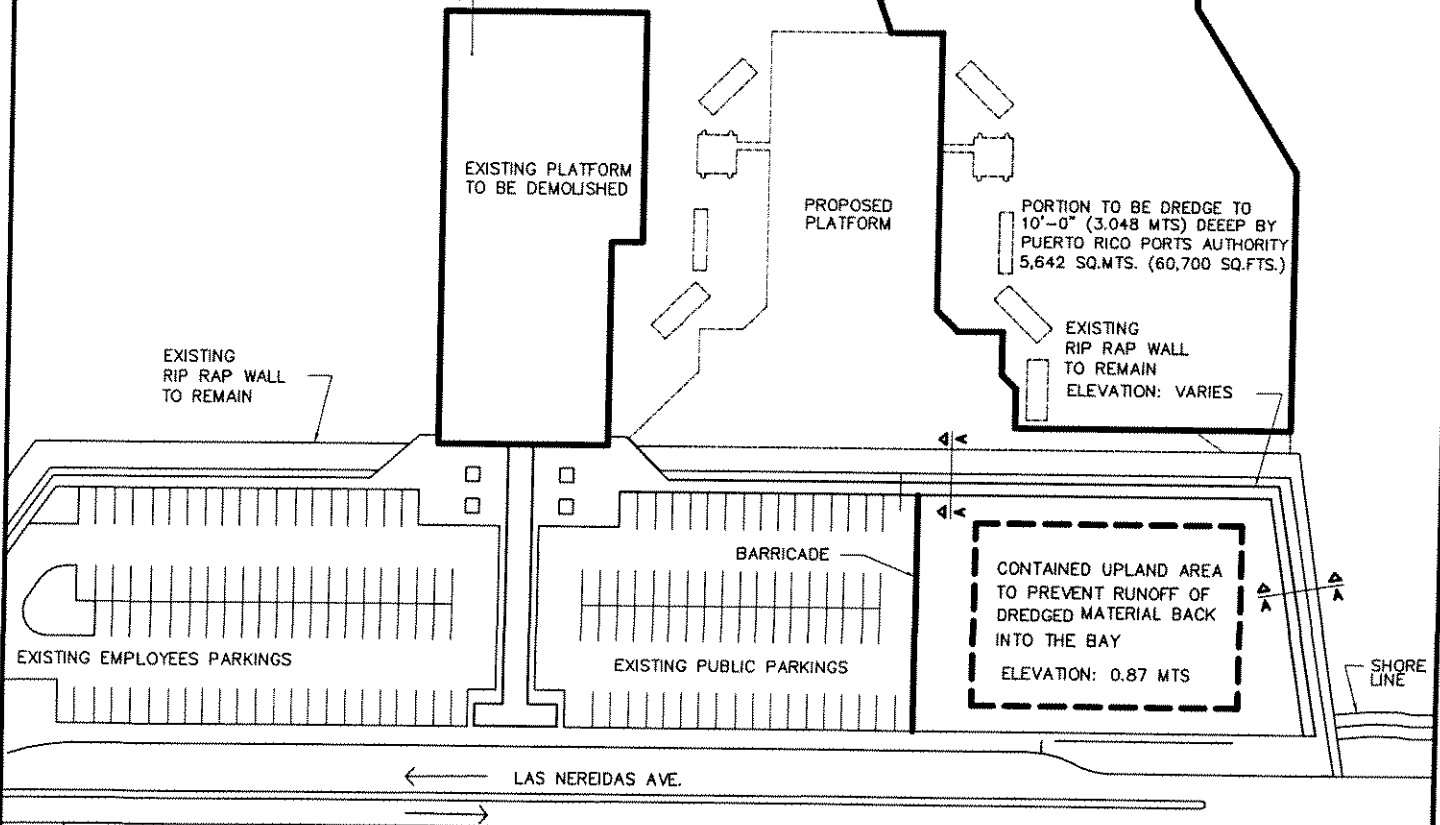 EXISTING PLATFORM
TO BE DEMOLISHED
PROPOSED
PLATFORM
PORTION TO BE DREDGE TO
10'-0" (3.048 MTS) DEEEP BY
PUERTO RICO PORTS AUTHORITY
5,642 SQ.MTS. (60,700 SQ.FTS.)
EXISTING
RIP RAP WALL
TO REMAIN
EXISTING
RIP RAP WALL
TO REMAIN
ELEVATION: VARIES
A
A
BARRICADE
CONTAINED UPLAND AREA
TO PREVENT RUNOFF OF
DREDGED MATERIAL BACK
INTO THE BAY
ELEVATION: 0.87 MTS
A
A
EXISTING EMPLOYEES PARKINGS
EXISTING PUBLIC PARKINGS
SHORE
LINE
LAS NEREIDAS AVE.